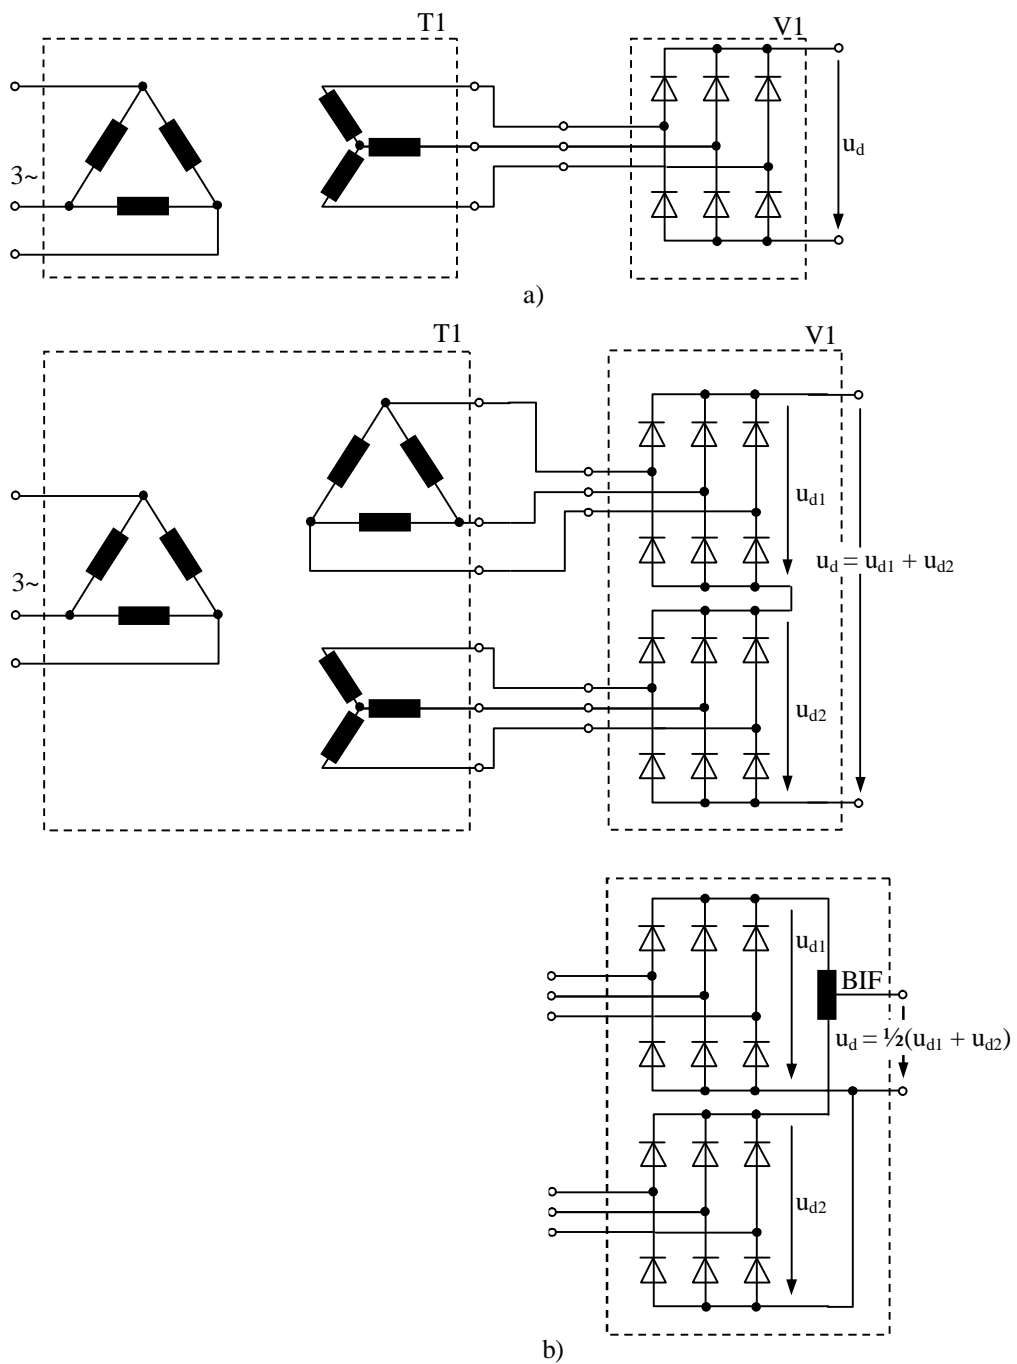 T1
V1
3~
u_d
a)
T1
V1
u_d1
3~
u_d = u_d1 + u_d2
u_d2
u_d1
BIF
u_d = ½(u_d1 + u_d2)
u_d2
b)